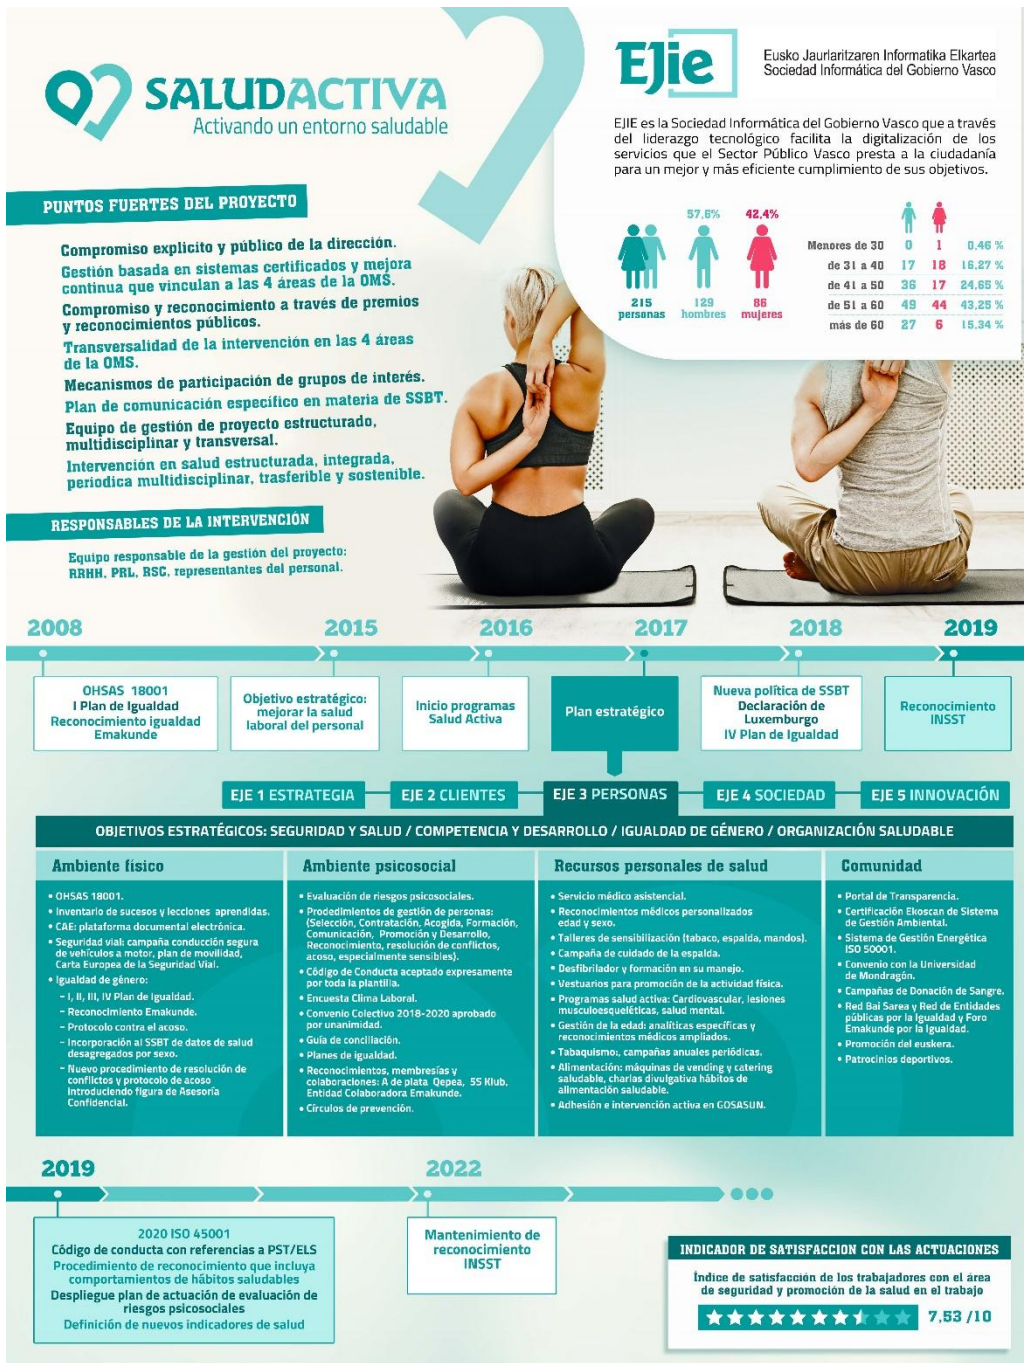 SALUDACTIVA
Activando un entorno saludable
EJie
Eusko Jaurlaritzaren Informatika Elkartea
Sociedad Informática del Gobierno Vasco
EJIE es la Sociedad Informática del Gobierno Vasco que a través
del liderazgo tecnológico facilita la digitalización de los
servicios que el Sector Público Vasco presta a la ciudadanía
para un mejor y más eficiente cumplimiento de sus objetivos.
57,6% 42,4%
215 129 86
personas hombres mujeres
Menores de 30 0 1 0,46 %
de 31 a 40 17 18 16,27 %
de 41 a 50 36 17 24,65 %
de 51 a 60 49 44 43,25 %
más de 60 27 6 15,34 %
PUNTOS FUERTES DEL PROYECTO
Compromiso explícito y público de la dirección.
Gestión basada en sistemas certificados y mejora
continua que vinculan a las 4 áreas de la OMS.
Compromiso y reconocimiento a través de premios
y reconocimientos públicos.
Transversalidad de la intervención en las 4 áreas
de la OMS.
Mecanismos de participación de grupos de interés.
Plan de comunicación específico en materia de SSBT.
Equipo de gestión de proyecto estructurado,
multidisciplinar y transversal.
Intervención en salud estructurada, integrada,
periodica multidisciplinar, trasferible y sostenible.
RESPONSABLES DE LA INTERVENCIÓN
Equipo responsable de la gestión del proyecto:
RRHH, PRL, RSC, representantes del personal.
2008 2015 2016 2017 2018 2019
OHSAS 18001
I Plan de Igualdad
Reconocimiento igualdad
Emakunde
Objetivo estratégico:
mejorar la salud
laboral del personal
Inicio programas
Salud Activa
Plan estratégico
Nueva política de SSBT
Declaración de
Luxemburgo
IV Plan de Igualdad
Reconocimiento
INSST
EJE 1 ESTRATEGIA
EJE 2 CLIENTES
EJE 3 PERSONAS
EJE 4 SOCIEDAD
EJE 5 INNOVACIÓN
OBJETIVOS ESTRATÉGICOS: SEGURIDAD Y SALUD / COMPETENCIA Y DESARROLLO / IGUALDAD DE GÉNERO / ORGANIZACIÓN SALUDABLE
Ambiente físico
• OHSAS 18001.
• Inventario de sucesos y lecciones aprendidas.
• CAE: plataforma documental electrónica.
• Seguridad vial: campaña conducción segura
de vehículos a motor, plan de movilidad,
Carta Europea de la Seguridad Vial.
• Igualdad de género:
– I, II, III, IV Plan de Igualdad.
– Reconocimiento Emakunde.
– Protocolo contra el acoso.
– Incorporación al SSBT de datos de salud
desagregados por sexo.
– Nuevo procedimiento de resolución de
conflictos y protocolo de acoso
Introduciendo figura de Asesoría
Confidencial.
Ambiente psicosocial
• Evaluación de riesgos psicosociales.
• Prodedimientos de gestión de personas:
(Selección, Contratación, Acogida, Formación,
Comunicación, Promoción y Desarrollo,
Reconocimiento, resolución de conflictos,
acoso, especialmente sensibles).
• Código de Conducta aceptado expresamente
por toda la plantilla.
• Encuesta Clima Laboral.
• Convenio Colectivo 2018-2020 aprobado
por unanimidad.
• Guía de conciliación.
• Planes de igualdad.
• Reconocimientos, membresías y
colaboraciones: A de plata Qepea, 5S Klub,
Entidad Colaboradora Emakunde.
• Círculos de prevención.
Recursos personales de salud
• Servicio médico asistencial.
• Reconocimientos médicos personalizados
edad y sexo.
• Talleres de sensibilización (tabaco, espalda, mandos).
• Campaña de cuidado de la espalda.
• Desfibrilador y formación en su manejo.
• Vestuarios para promoción de la actividad física.
• Programas salud activa: Cardiovascular, lesiones
musculoesqueléticas, salud mental.
• Gestión de la edad: analíticas específicas y
reconocimientos médicos ampliados.
• Tabaquismo:, campañas anuales periódicas.
• Alimentación: máquinas de vending y catering
saludable, charlas divulgativa hábitos de
alimentación saludable.
• Adhesión e intervención activa en GOSASUN.
Comunidad
• Portal de Transparencia.
• Certificación Ekoscan de Sistema
de Gestión Ambiental.
• Sistema de Gestión Energética
ISO 50001.
• Convenio con la Universidad
de Mondragón.
• Campañas de Donación de Sangre.
• Red Bai Sarea y Red de Entidades
públicas por la Igualdad y Foro
Emakunde por la Igualdad.
• Promoción del euskera.
• Patrocinios deportivos.
2019 2022
2020 ISO 45001
Código de conducta con referencias a PST/ELS
Procedimiento de reconocimiento que incluya
comportamientos de hábitos saludables
Despliegue plan de actuación de evaluación de
riesgos psicosociales
Definición de nuevos indicadores de salud
Mantenimiento de
reconocimiento
INSST
INDICADOR DE SATISFACCION CON LAS ACTUACIONES
Índice de satisfacción de los trabajadores con el área
de seguridad y promoción de la salud en el trabajo
7,53 /10